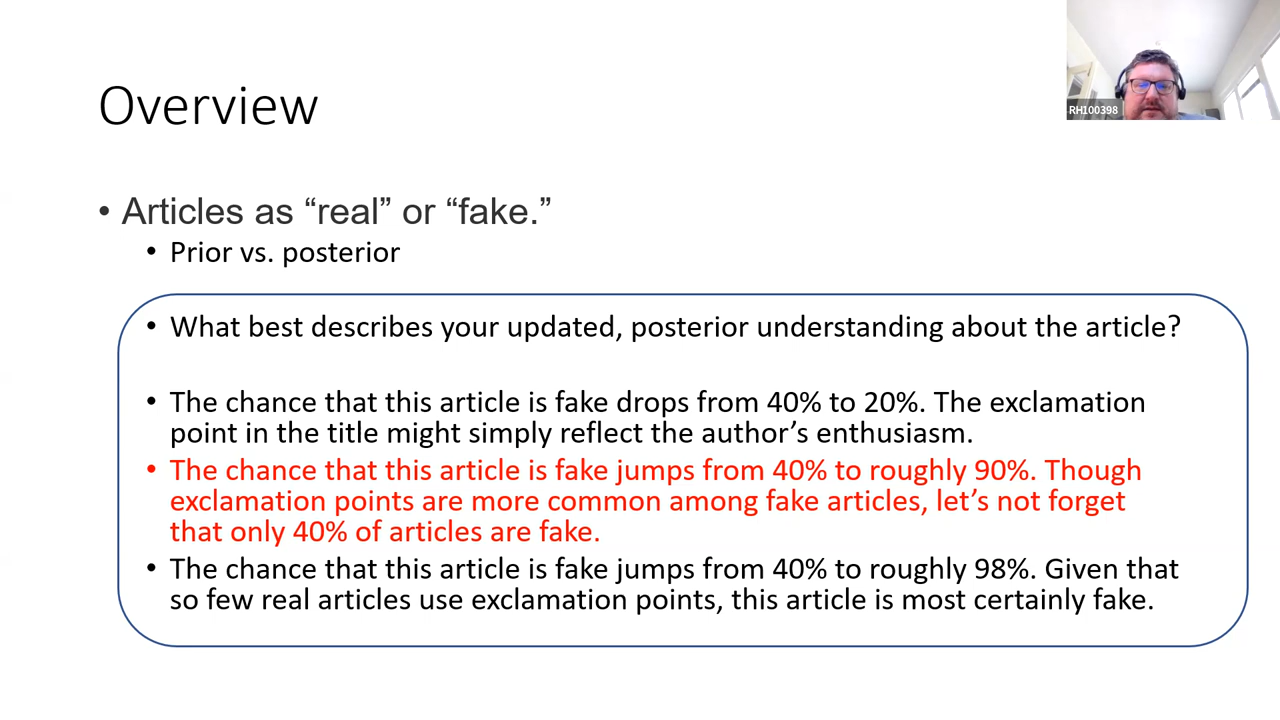 Overview
RH100398
• Articles as “real” or “fake.”
• Prior vs. posterior
• What best describes your updated, posterior understanding about the article?
• The chance that this article is fake drops from 40% to 20%. The exclamation
point in the title might simply reflect the author’s enthusiasm.
• The chance that this article is fake jumps from 40% to roughly 90%. Though
exclamation points are more common among fake articles, let’s not forget
that only 40% of articles are fake.
• The chance that this article is fake jumps from 40% to roughly 98%. Given that
so few real articles use exclamation points, this article is most certainly fake.